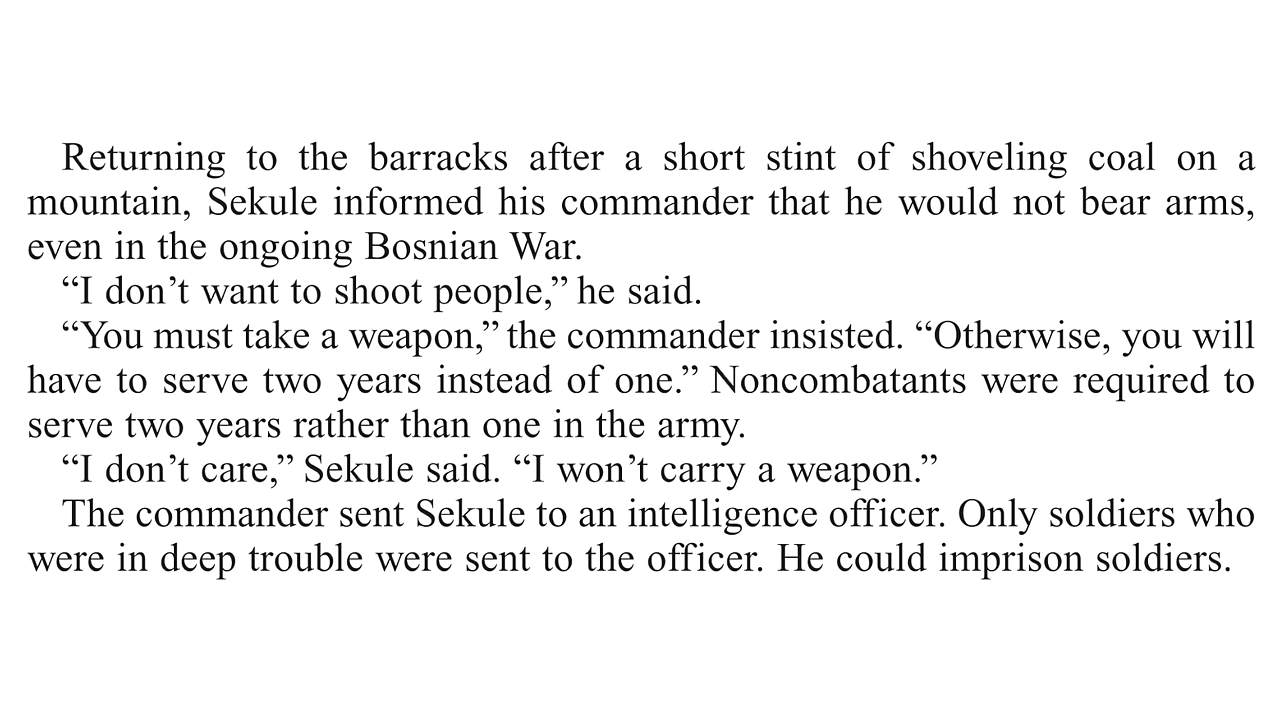 Returning to the barracks after a short stint of shoveling coal on a
mountain, Sekule informed his commander that he would not bear arms,
even in the ongoing Bosnian War.
“I don’t want to shoot people,” he said.
“You must take a weapon,” the commander insisted. “Otherwise, you will
have to serve two years instead of one.” Noncombatants were required to
serve two years rather than one in the army.
“I don’t care,” Sekule said. “I won’t carry a weapon.”
The commander sent Sekule to an intelligence officer. Only soldiers who
were in deep trouble were sent to the officer. He could imprison soldiers.